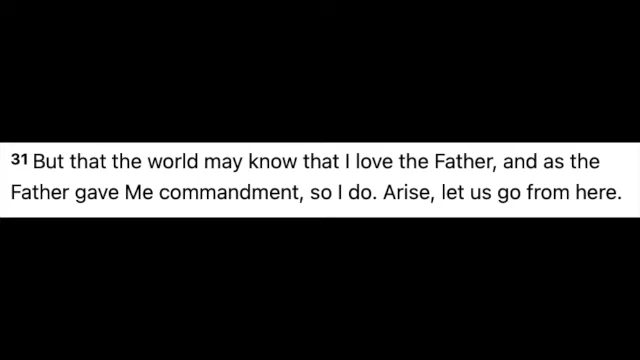 31 But that the world may know that I love the Father, and as the
Father gave Me commandment, so I do. Arise, let us go from here.